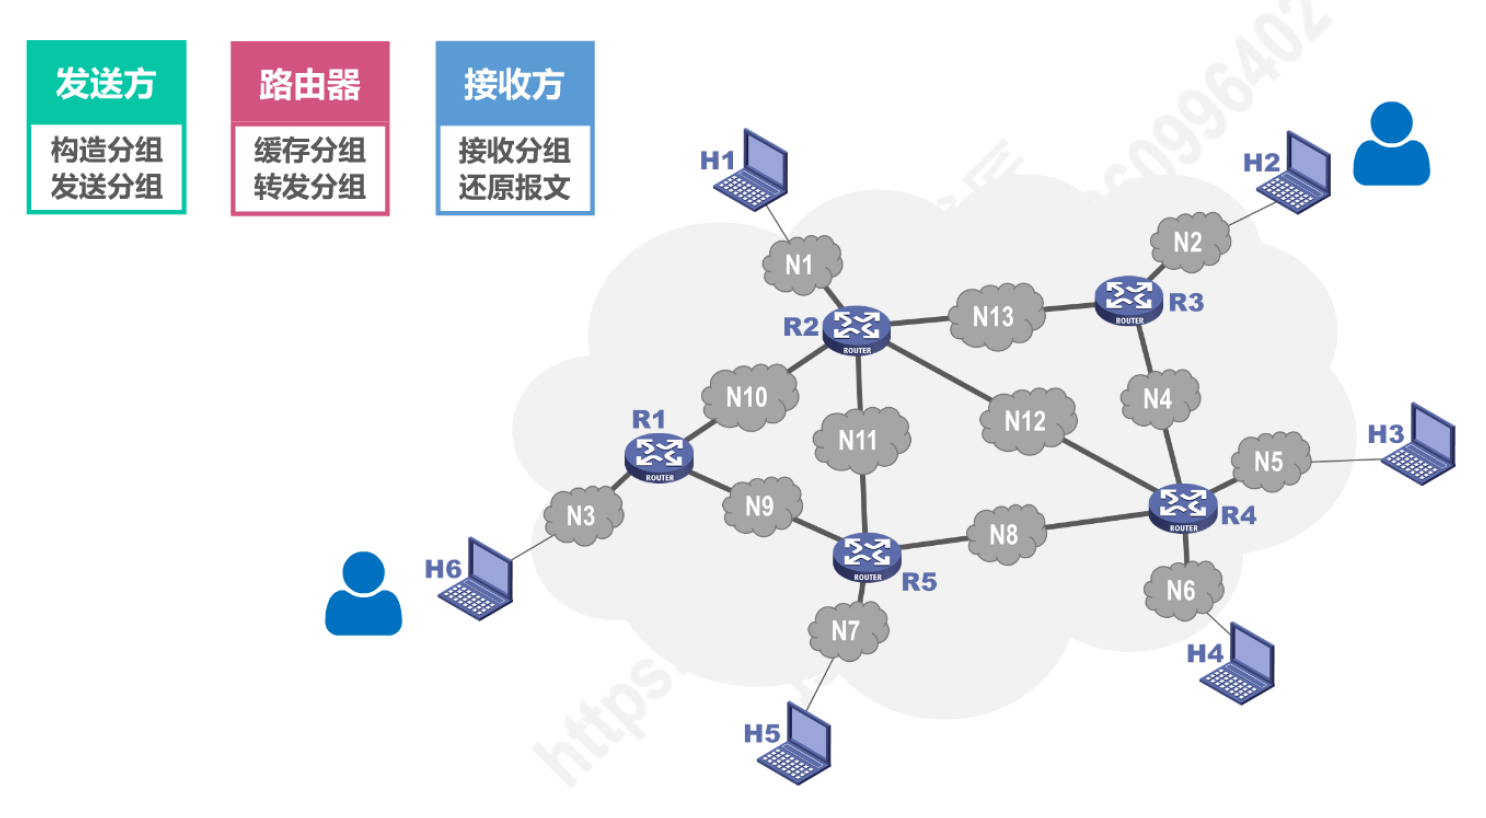 发送方
构造分组
发送分组
路由器
缓存分组
转发分组
接收方
接收分组
还原报文
H1
H2
N1
N2
R2
ROUTER
N13
R3
ROUTER
N10
N12
N4
R1
ROUTER
N11
H3
N5
N3
N9
N8
R4
ROUTER
H6
R5
ROUTER
N6
N7
H4
H5
https:
6096402